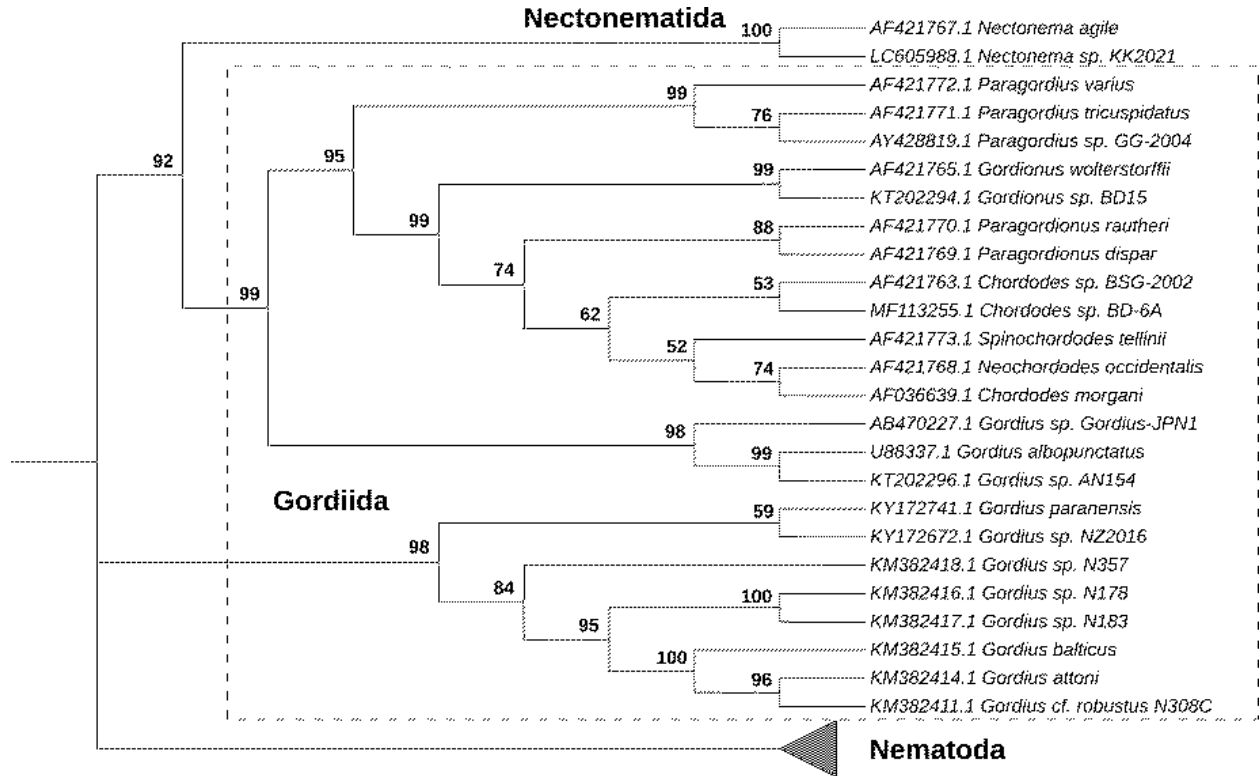 Nectonematida
100
AF421767.1 Nectonema agile
LC605988.1 Nectonema sp. KK2021
99
AF421772.1 Paragordius varius
76
AF421771.1 Paragordius tricuspidatus
AY428819.1 Paragordius sp. GG-2004
92
95
99
AF421765.1 Gordionus wolterstorffii
KT202294.1 Gordionus sp. BD15
99
88
AF421770.1 Paragordionus rautheri
AF421769.1 Paragordionus dispar
74
53
AF421763.1 Chordodes sp. BSG-2002
MF113255.1 Chordodes sp. BD-6A
99
62
52
AF421773.1 Spinochordodes tellinii
74
AF421768.1 Neochordodes occidentalis
AF036639.1 Chordodes morgani
98
AB470227.1 Gordius sp. Gordius-JPN1
99
U88337.1 Gordius albopunctatus
KT202296.1 Gordius sp. AN154
Gordiida
59
KY172741.1 Gordius paranensis
KY172672.1 Gordius sp. NZ2016
98
KM382418.1 Gordius sp. N357
84
100
KM382416.1 Gordius sp. N178
KM382417.1 Gordius sp. N183
95
KM382415.1 Gordius balticus
100
96
KM382414.1 Gordius attoni
KM382411.1 Gordius cf. robustus N308C
Nematoda